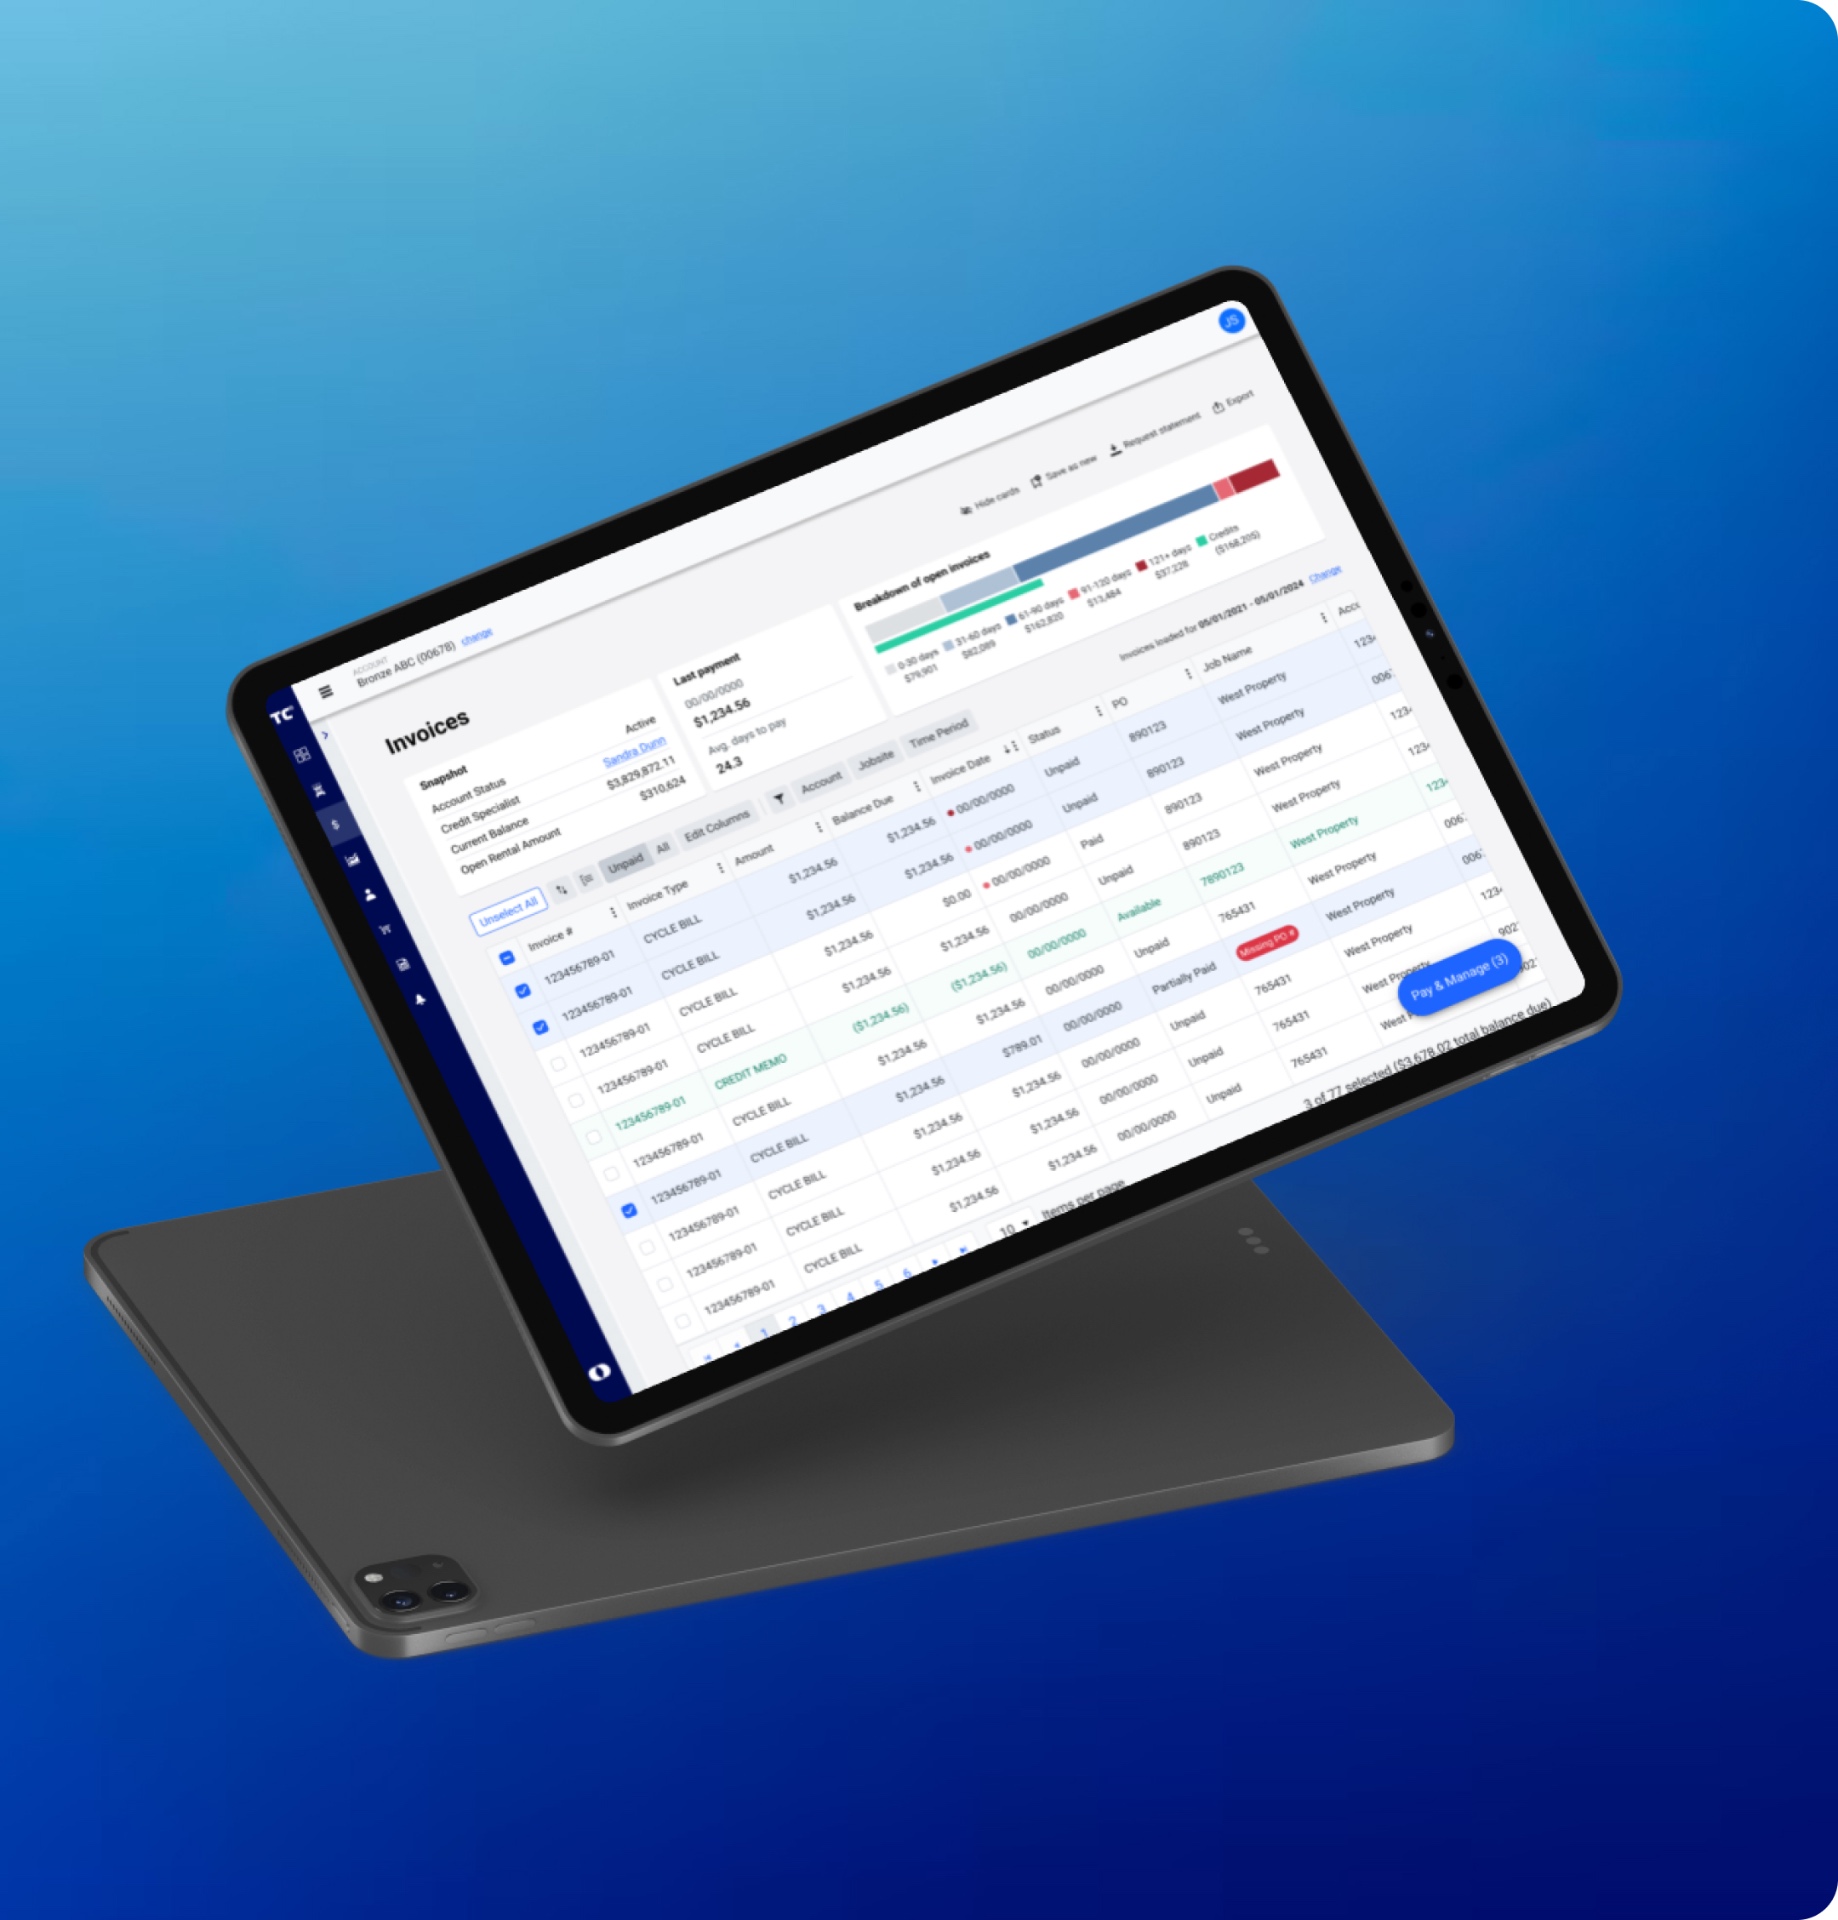 JS
ACCOUNT
Bronze ABC (00678) change
TC
Invoices
Hide cards Save as new Request statement Export
Snapshot
Account Status Active
Credit Specialist Sandra Dunn
Current Balance $3,829,872.11
Open Rental Amount $310,624
Last payment
00/00/0000
$1,234.56
Avg. days to pay
24.3
Breakdown of open invoices
0-30 days 31-60 days 61-90 days 91-120 days 121+ days Credits
$79,901 $82,089 $162,820 $13,484 $37,228 ($168,205)
Invoices loaded for 05/01/2021 - 05/01/2024 Change
Unselect All Unpaid All Edit Columns Account Jobsite Time Period
Invoice # Invoice Type Amount Balance Due Invoice Date Status PO Job Name
123456789-01 CYCLE BILL $1,234.56 $1,234.56 00/00/0000 Unpaid 890123 West Property
123456789-01 CYCLE BILL $1,234.56 $1,234.56 00/00/0000 Unpaid 890123 West Property
123456789-01 CYCLE BILL $1,234.56 $0.00 00/00/0000 Paid 890123 West Property
123456789-01 CYCLE BILL $1,234.56 $1,234.56 00/00/0000 Unpaid 890123 West Property
123456789-01 CREDIT MEMO ($1,234.56) ($1,234.56) 00/00/0000 Available 7890123 West Property
123456789-01 CYCLE BILL $1,234.56 $1,234.56 00/00/0000 Unpaid 765431 West Property
123456789-01 CYCLE BILL $1,234.56 $789.01 00/00/0000 Partially Paid Missing PO # West Property
123456789-01 CYCLE BILL $1,234.56 $1,234.56 00/00/0000 Unpaid 765431 West Property
123456789-01 CYCLE BILL $1,234.56 $1,234.56 00/00/0000 Unpaid 765431 West Property
123456789-01 CYCLE BILL $1,234.56 $1,234.56 00/00/0000 Unpaid 765431 West
Pay & Manage (3)
1 2 3 4 5 6 10 items per page
3 of 77 selected ($3,678.02 total balance due)